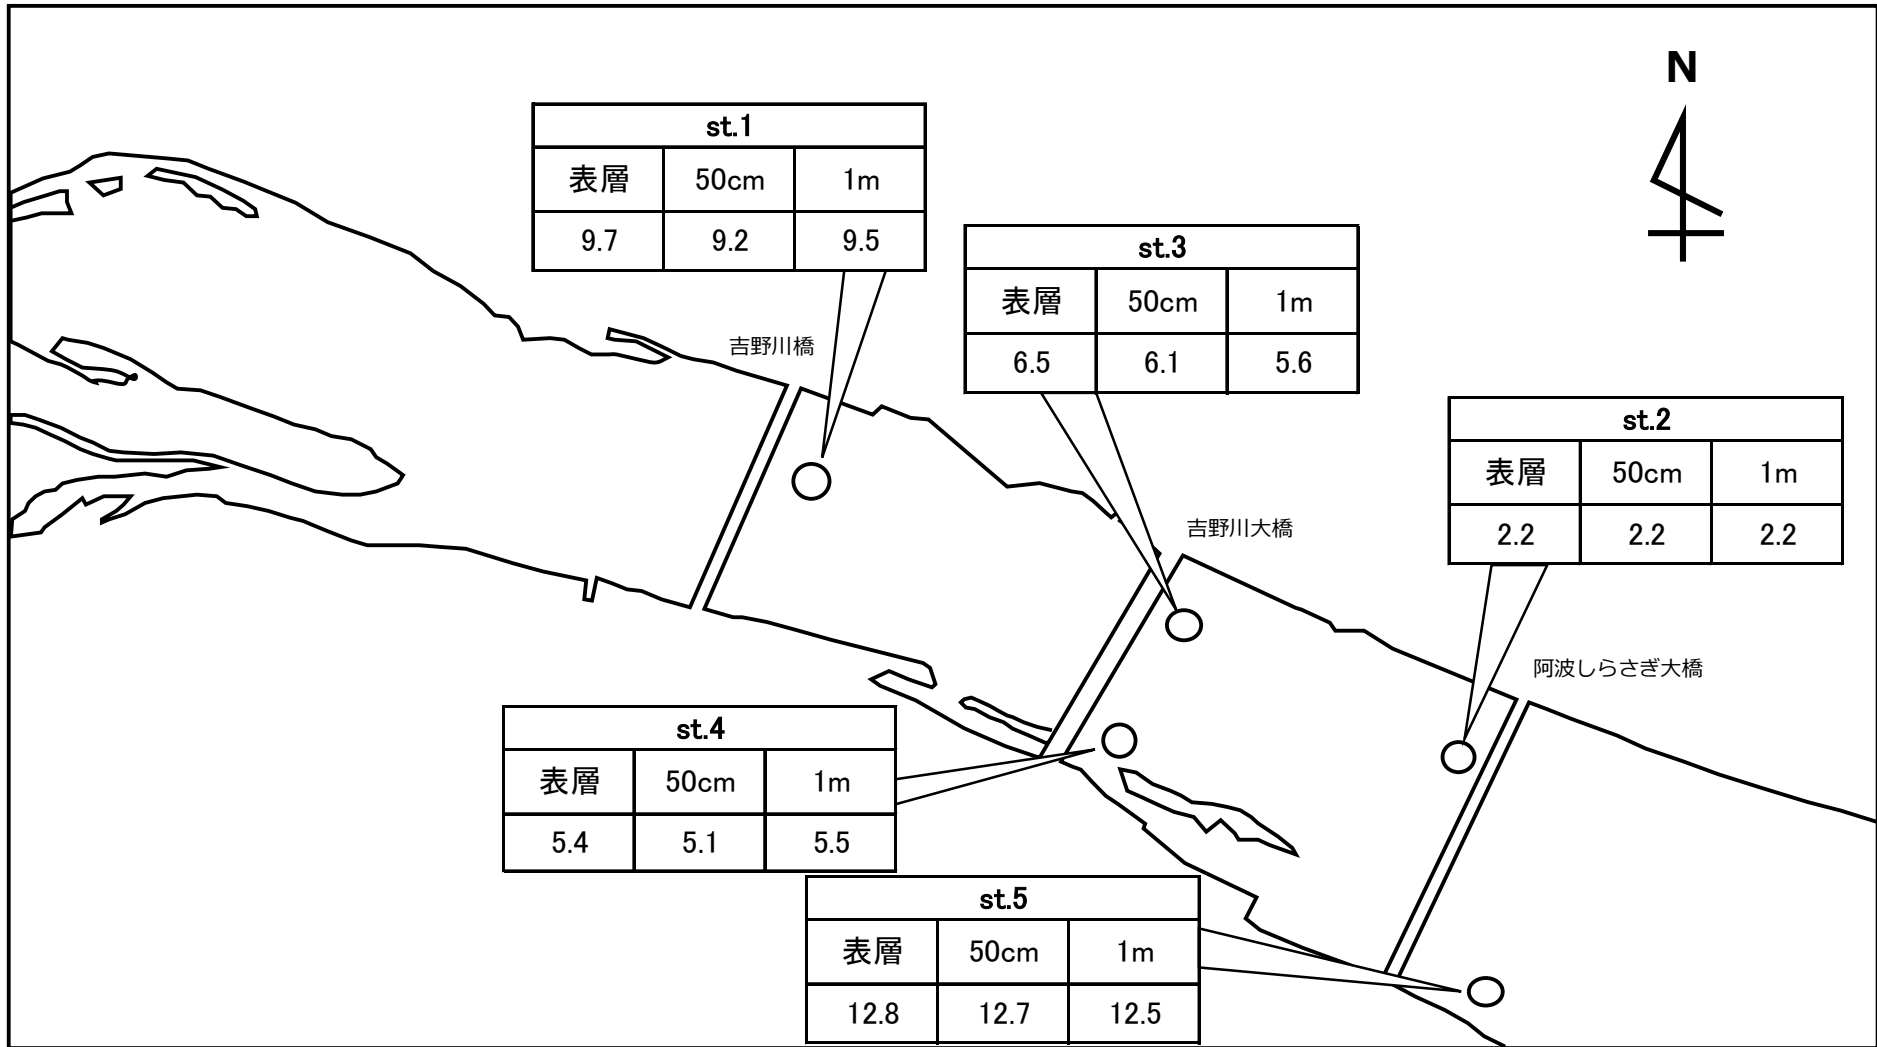 N
st.1
表層 50cm 1m
9.7 9.2 9.5
st.3
表層 50cm 1m
6.5 6.1 5.6
吉野川橋
st.2
表層 50cm 1m
2.2 2.2 2.2
吉野川大橋
阿波しらさぎ大橋
st.4
表層 50cm 1m
5.4 5.1 5.5
st.5
表層 50cm 1m
12.8 12.7 12.5